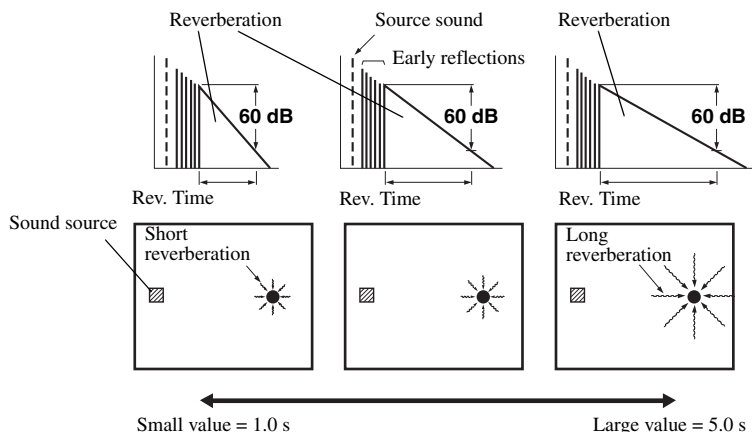 Reverberation
Source sound
Reverberation
Early reflections
60 dB
60 dB
60 dB
Rev. Time
Rev. Time
Rev. Time
Sound source
Short
reverberation
Long
reverberation
Small value = 1.0 s
Large value = 5.0 s